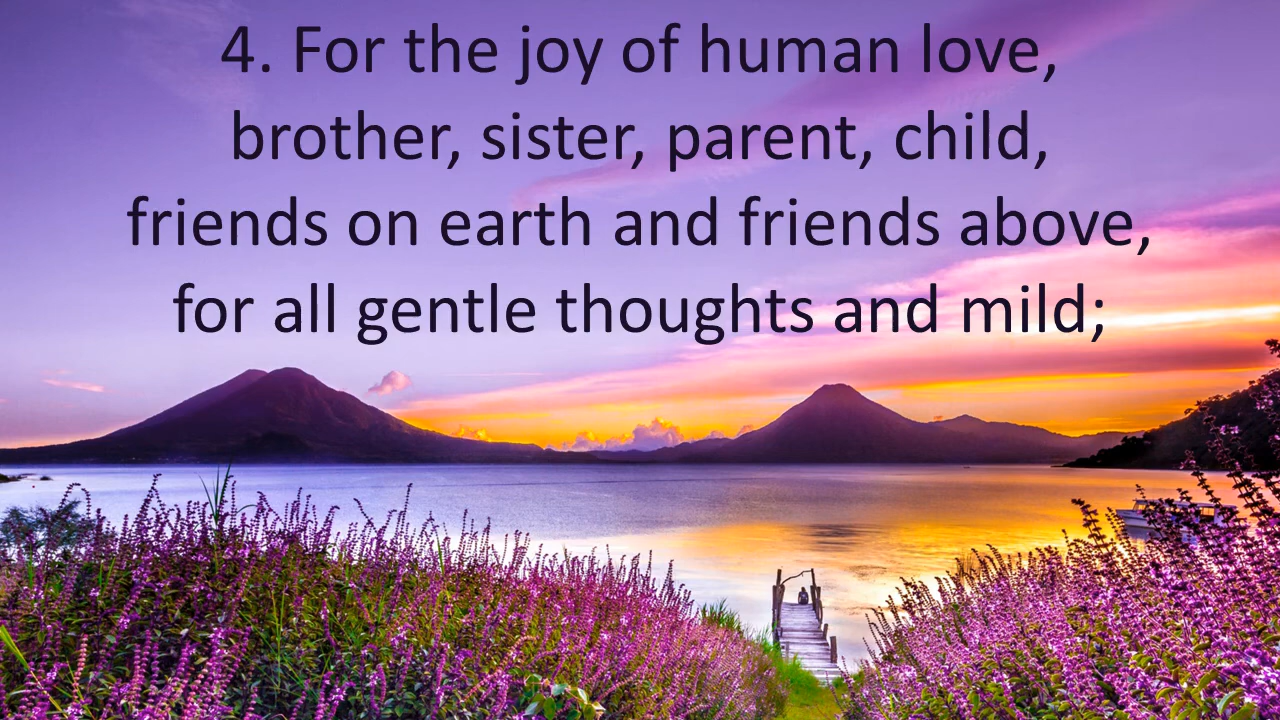 4. For the joy of human love,
brother, sister, parent, child,
friends on earth and friends above,
for all gentle thoughts and mild;